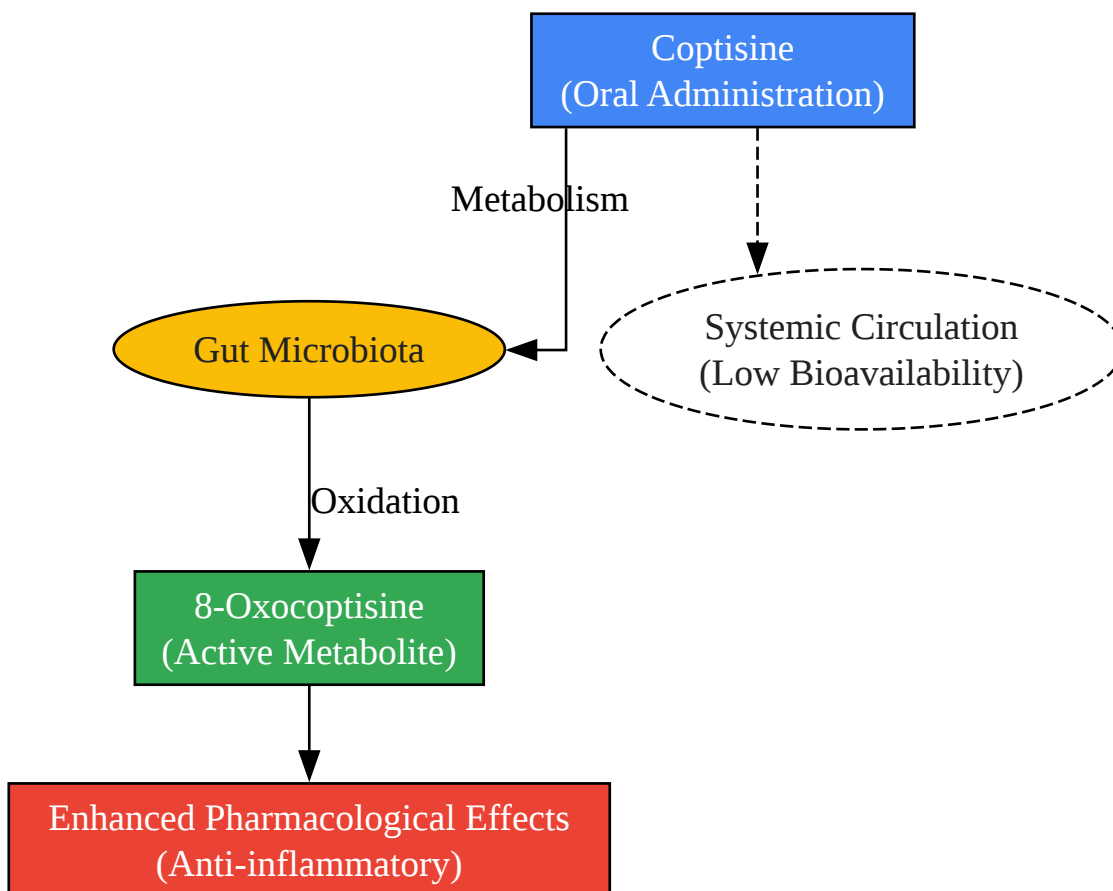 Coptisine
(Oral Administration)
Metabolism
Gut Microbiota
Systemic Circulation
(Low Bioavailability)
Oxidation
8-Oxocoptisine
(Active Metabolite)
Enhanced Pharmacological Effects
(Anti-inflammatory)